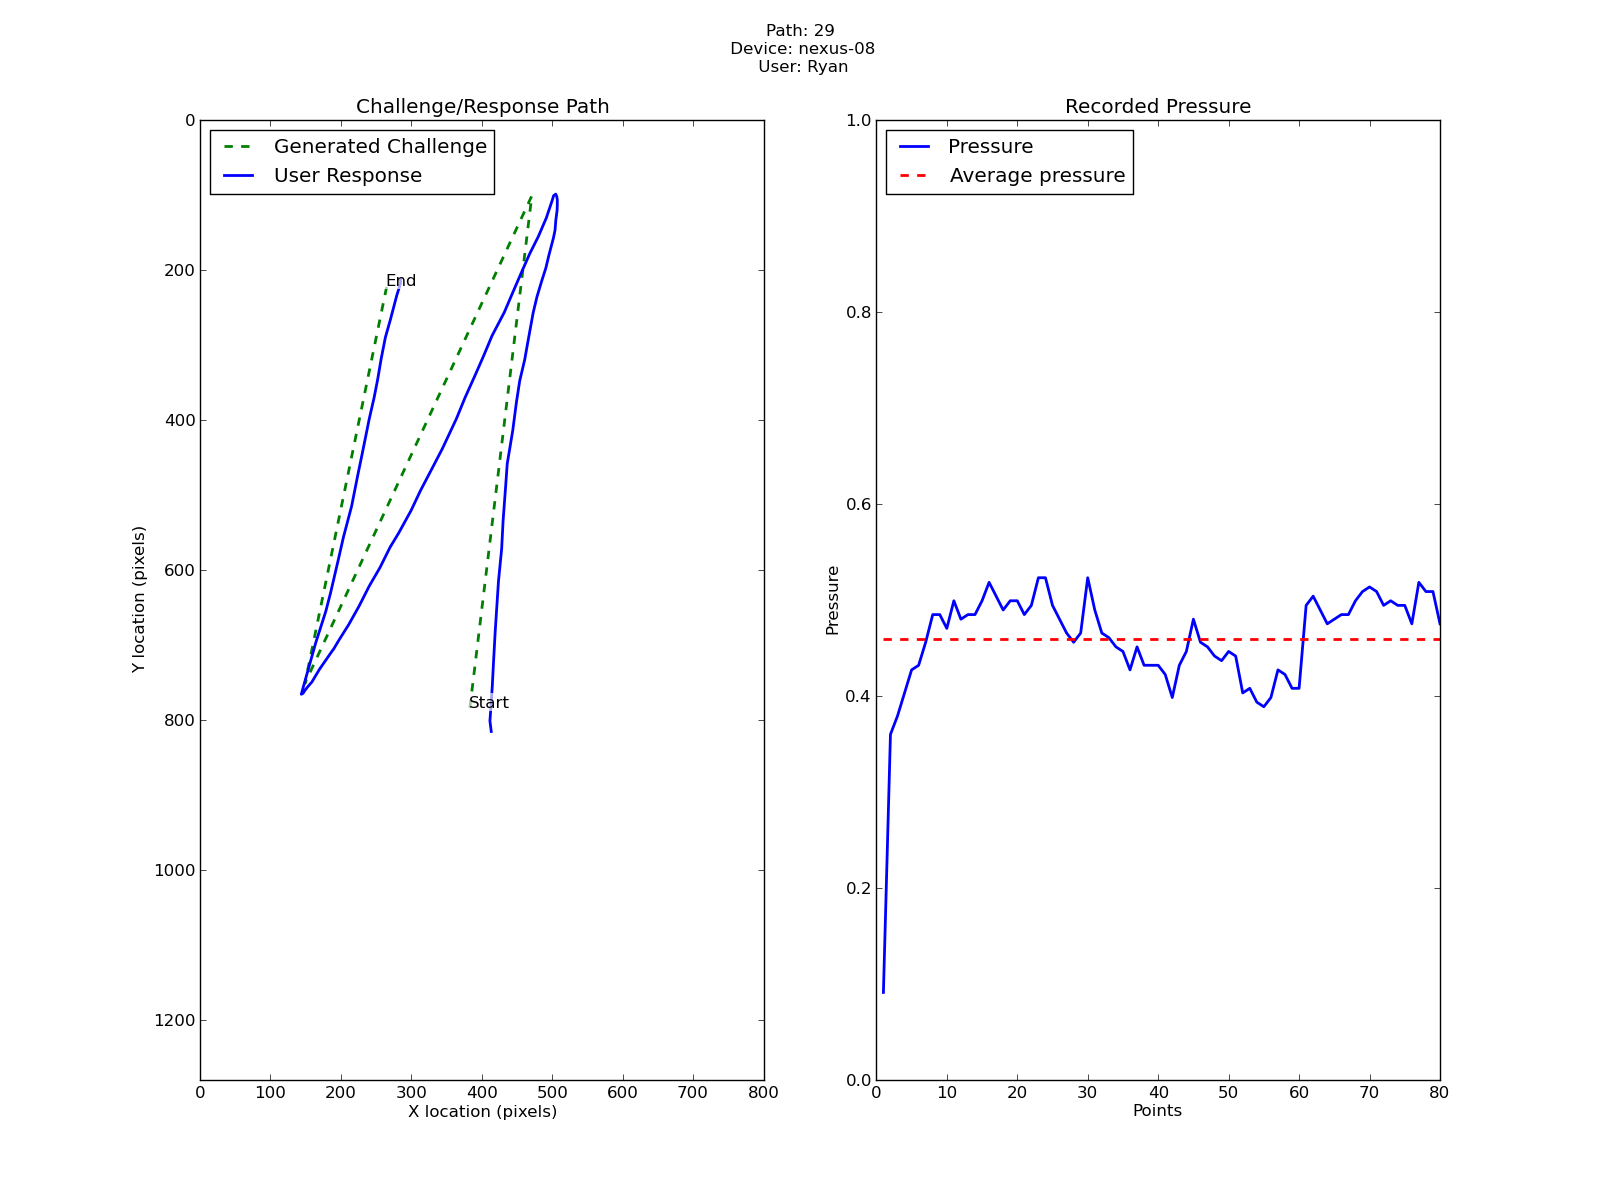 Path: 29
Device: nexus-08
User: Ryan
Challenge/Response Path
Generated Challenge
User Response
End
Start
0
200
400
600
800
1000
1200
Y location (pixels)
0 100 200 300 400 500 600 700 800
X location (pixels)
Recorded Pressure
Pressure
Average pressure
1.0
0.8
0.6
0.4
0.2
0.0
Pressure
0 10 20 30 40 50 60 70 80
Points